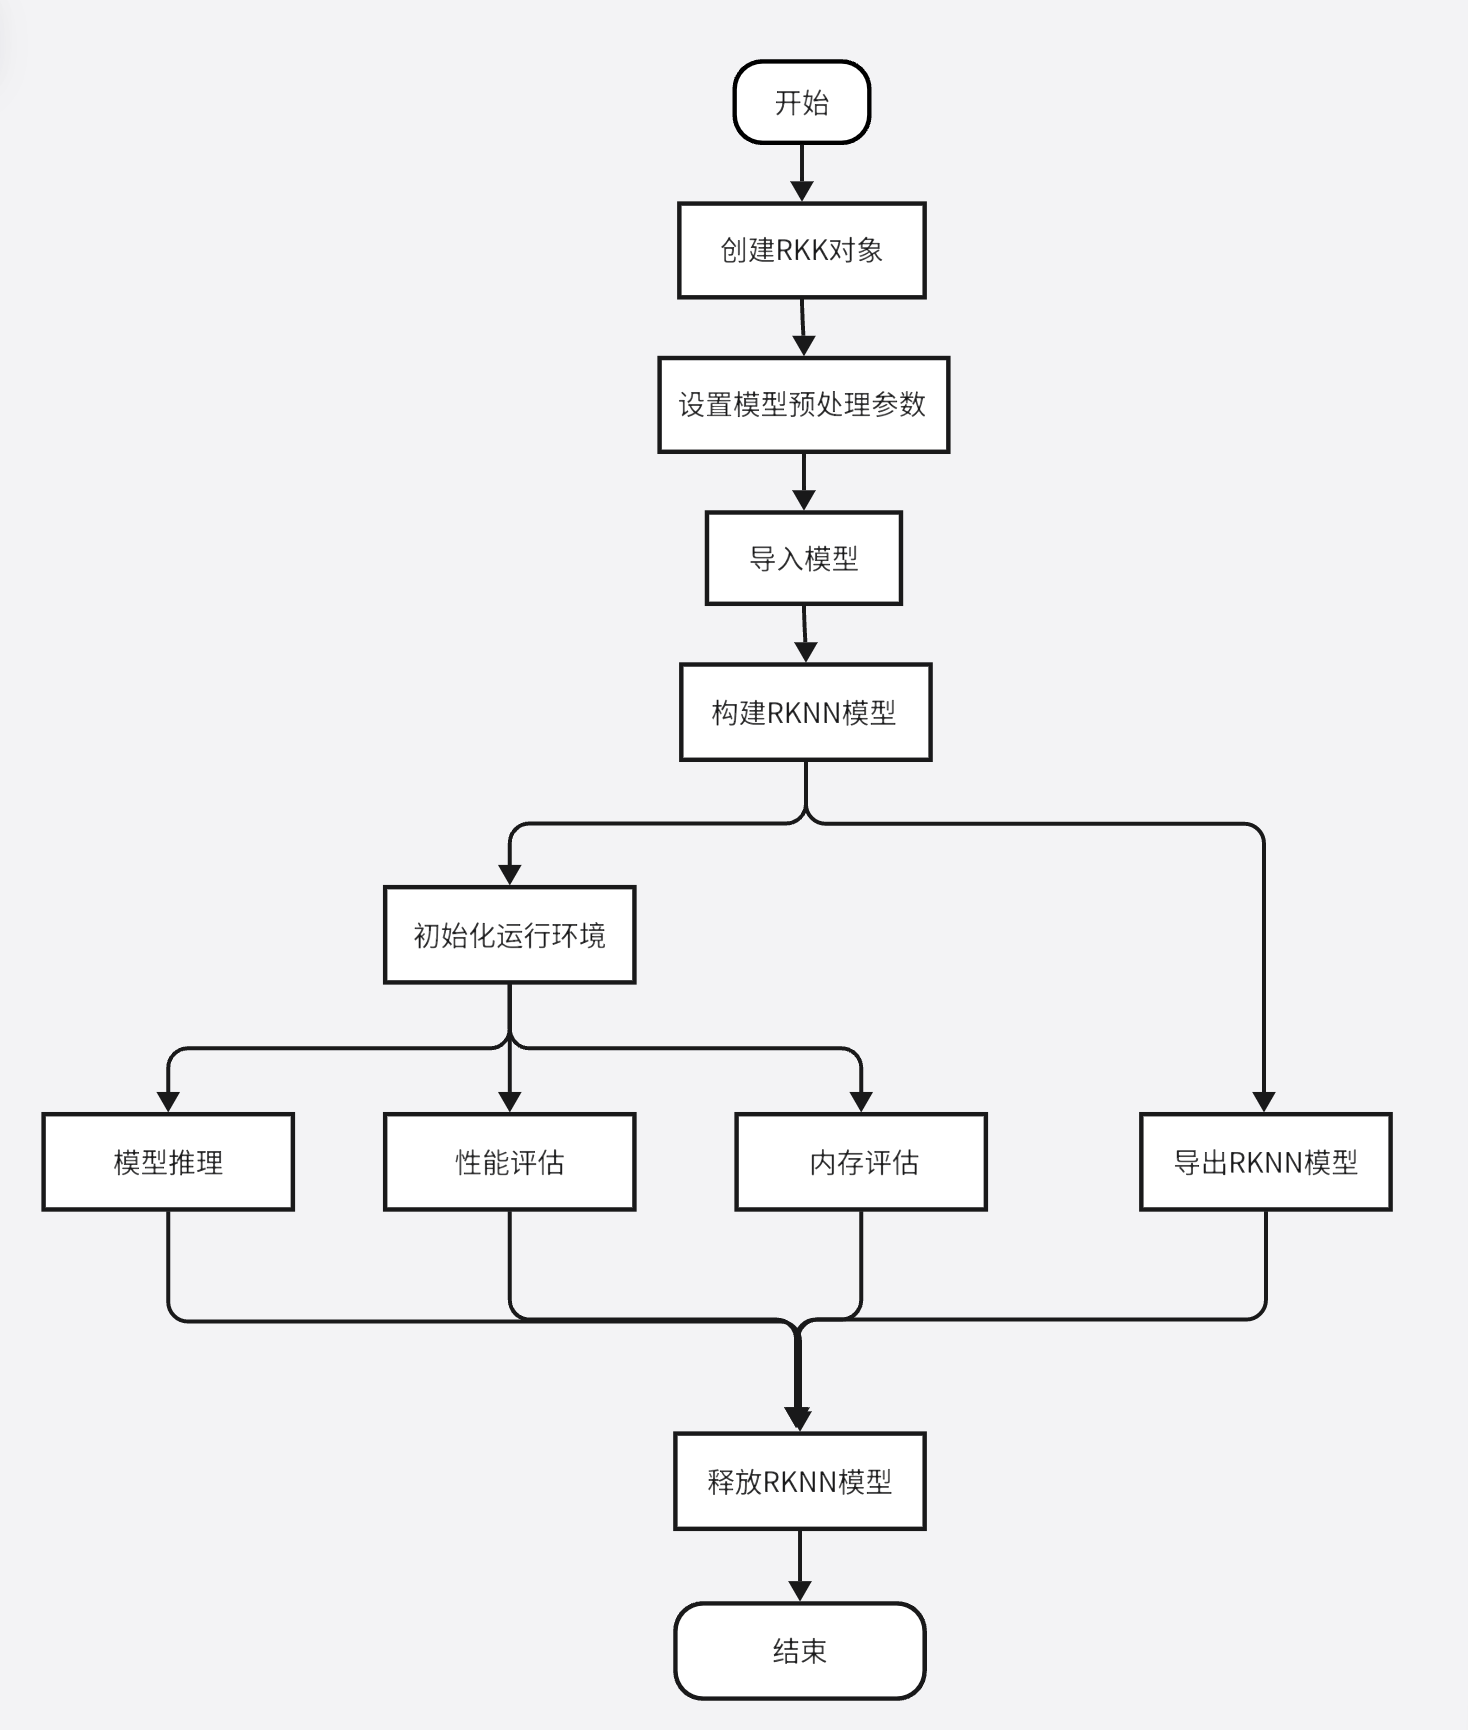 开始
创建RKK对象
设置模型预处理参数
导入模型
构建RKNN模型
初始化运行环境
模型推理
性能评估
内存评估
导出RKNN模型
释放RKNN模型
结束